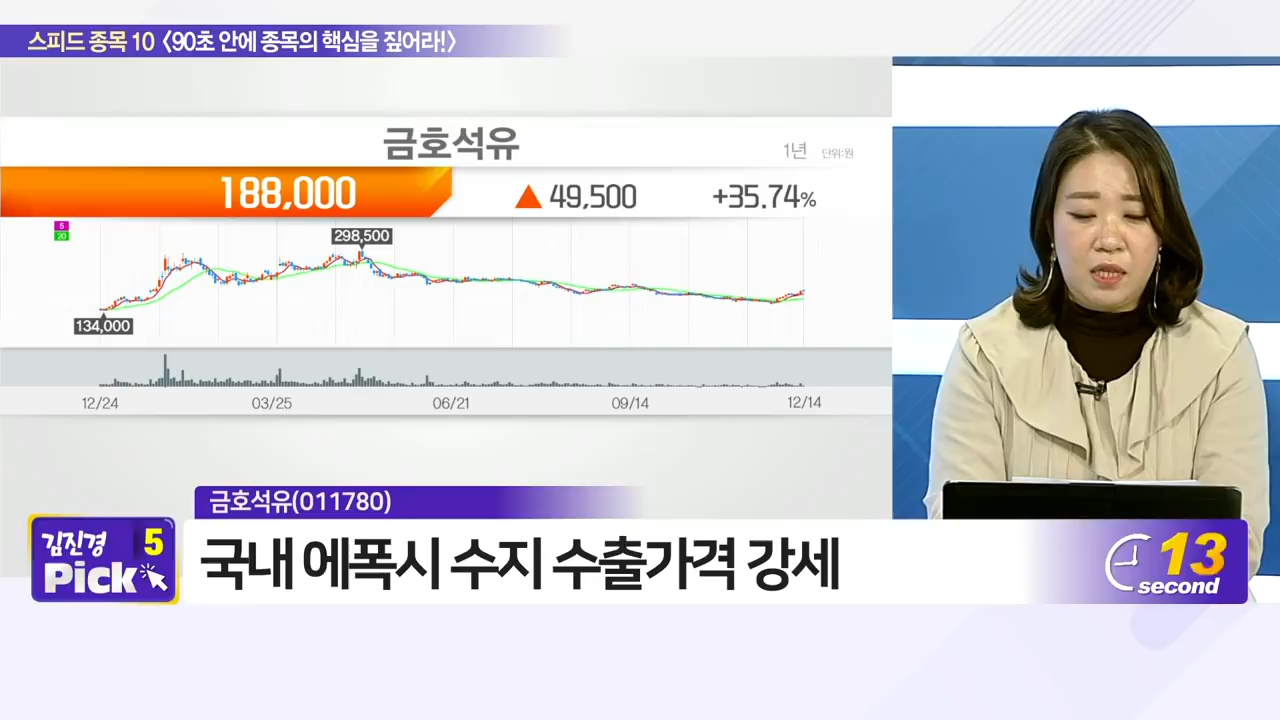 스피드 종목 10 〈90초 안에 종목의 핵심을 짚어라!〉
금호석유
1년 단위:원
188,000 ▲ 49,500 +35.74%
5
20
298,500
134,000
12/24 03/25 06/21 09/14 12/14
금호석유(011780)
김진경 5
Pick
국내 에폭시 수지 수출가격 강세
13
second